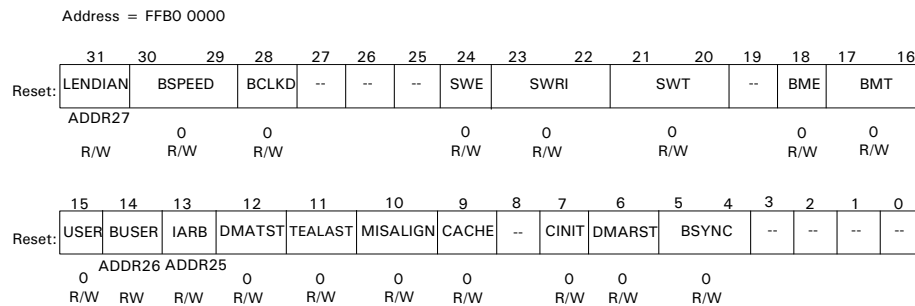 Address = FFB0 0000
31 30 29 28 27 26 25 24 23 22 21 20 19 18 17 16
Reset: LENDIAN BSPEED BCLKD -- -- -- SWE SWRI SWT -- BME BMT
ADDR27
0 0 0 0 0 0 0
R/W R/W R/W R/W R/W R/W R/W R/W
15 14 13 12 11 10 9 8 7 6 5 4 3 2 1 0
Reset: USER BUSER IARB DMATST TEALAST MISALIGN CACHE -- CINIT DMARST BSYNC -- -- -- --
ADDR26 ADDR25
0 0 0 0 0 0 0 0
R/W RW R/W R/W R/W R/W R/W R/W R/W R/W